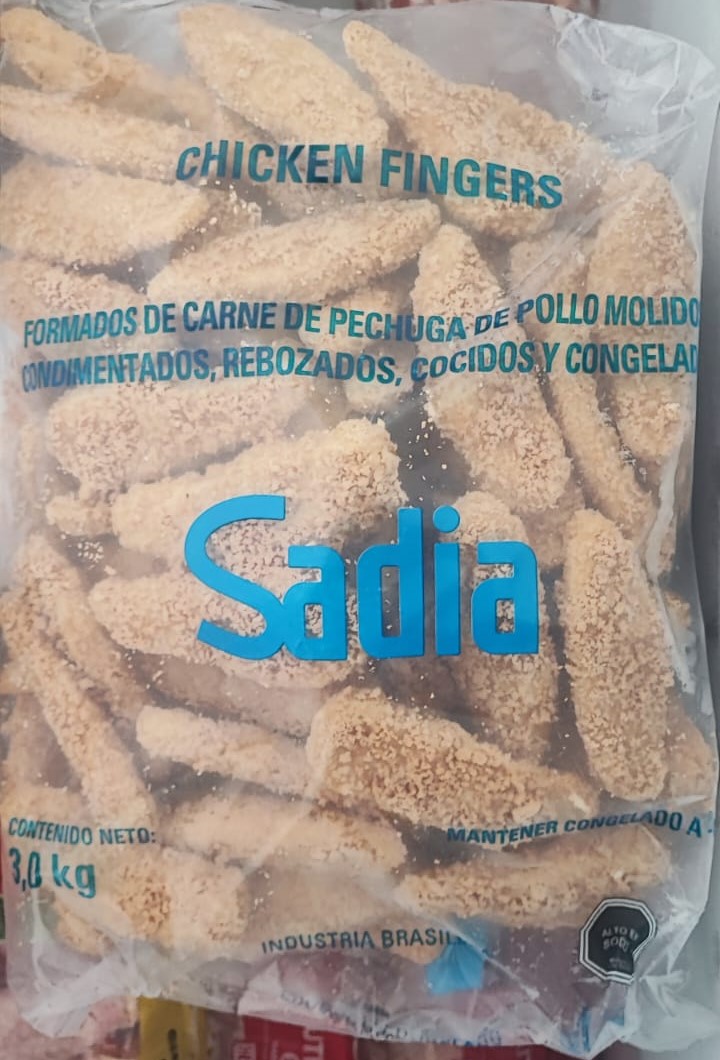 CHICKEN FINGERS
FORMADOS DE CARNE DE PECHUGA DE POLLO MOLIDO
CONDIMENTADOS, REBOZADOS, COCIDOS Y CONGELAD
Sadia
CONTENIDO NETO:
3,0 kg
MANTENER CONGELADO A
INDUSTRIA BRASIL
ALTO EN